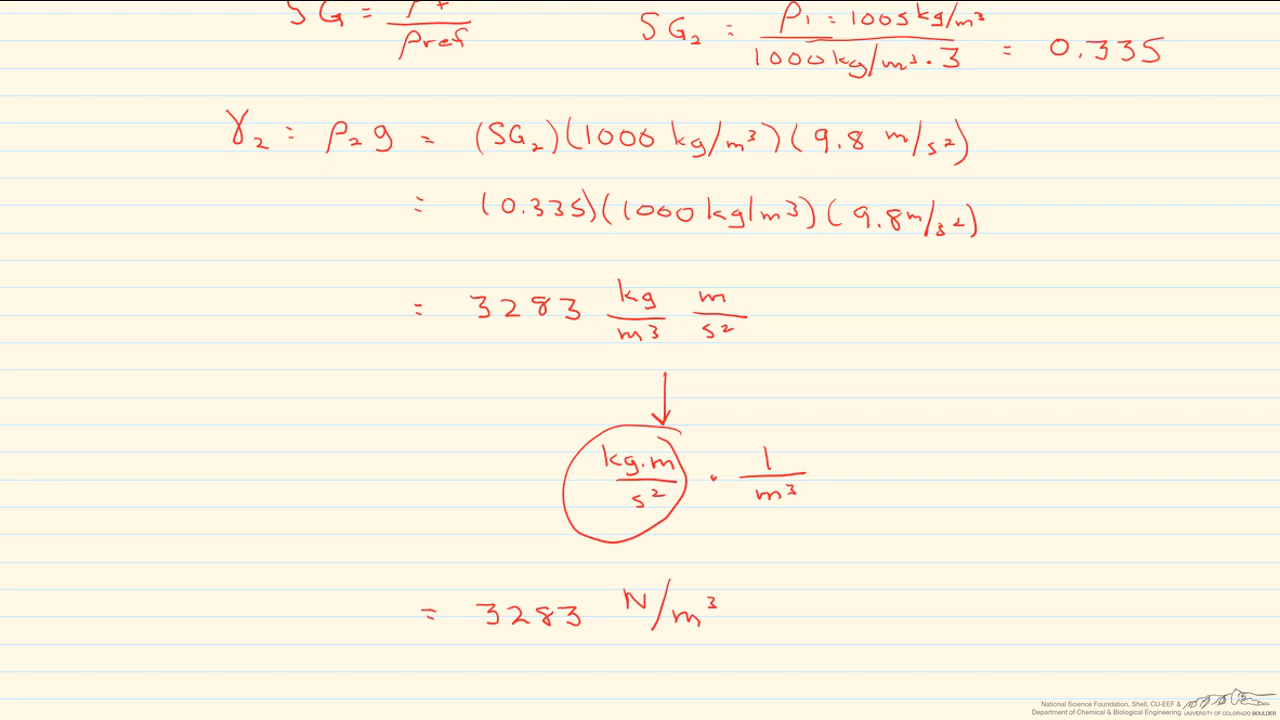 SG = ρf / ρref
SG₂ = ρ₁ = 1005 kg/m³ / 1000 kg/m³ · 3 = 0.335
γ₂ = ρ₂ g = (SG₂)(1000 kg/m³)(9.8 m/s²)
= (0.335)(1000 kg/m³)(9.8 m/s²)
= 3283 kg/m³ m/s²
kg·m/s² · 1/m³
= 3283 N/m³
National Science Foundation, Shell, CU-EEF &
Department of Chemical & Biological Engineering UNIVERSITY OF COLORADO BOULDER